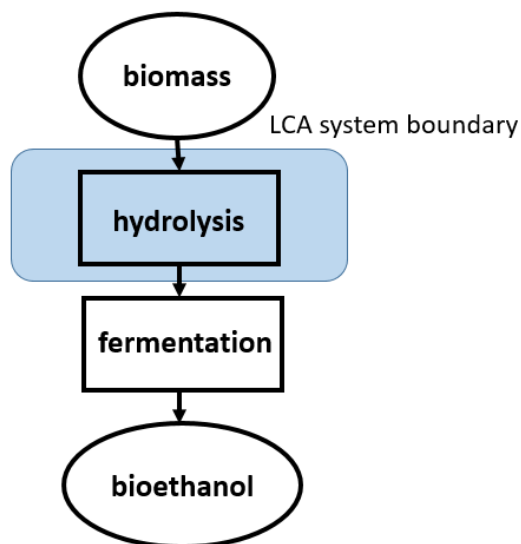 biomass
LCA system boundary
hydrolysis
fermentation
bioethanol